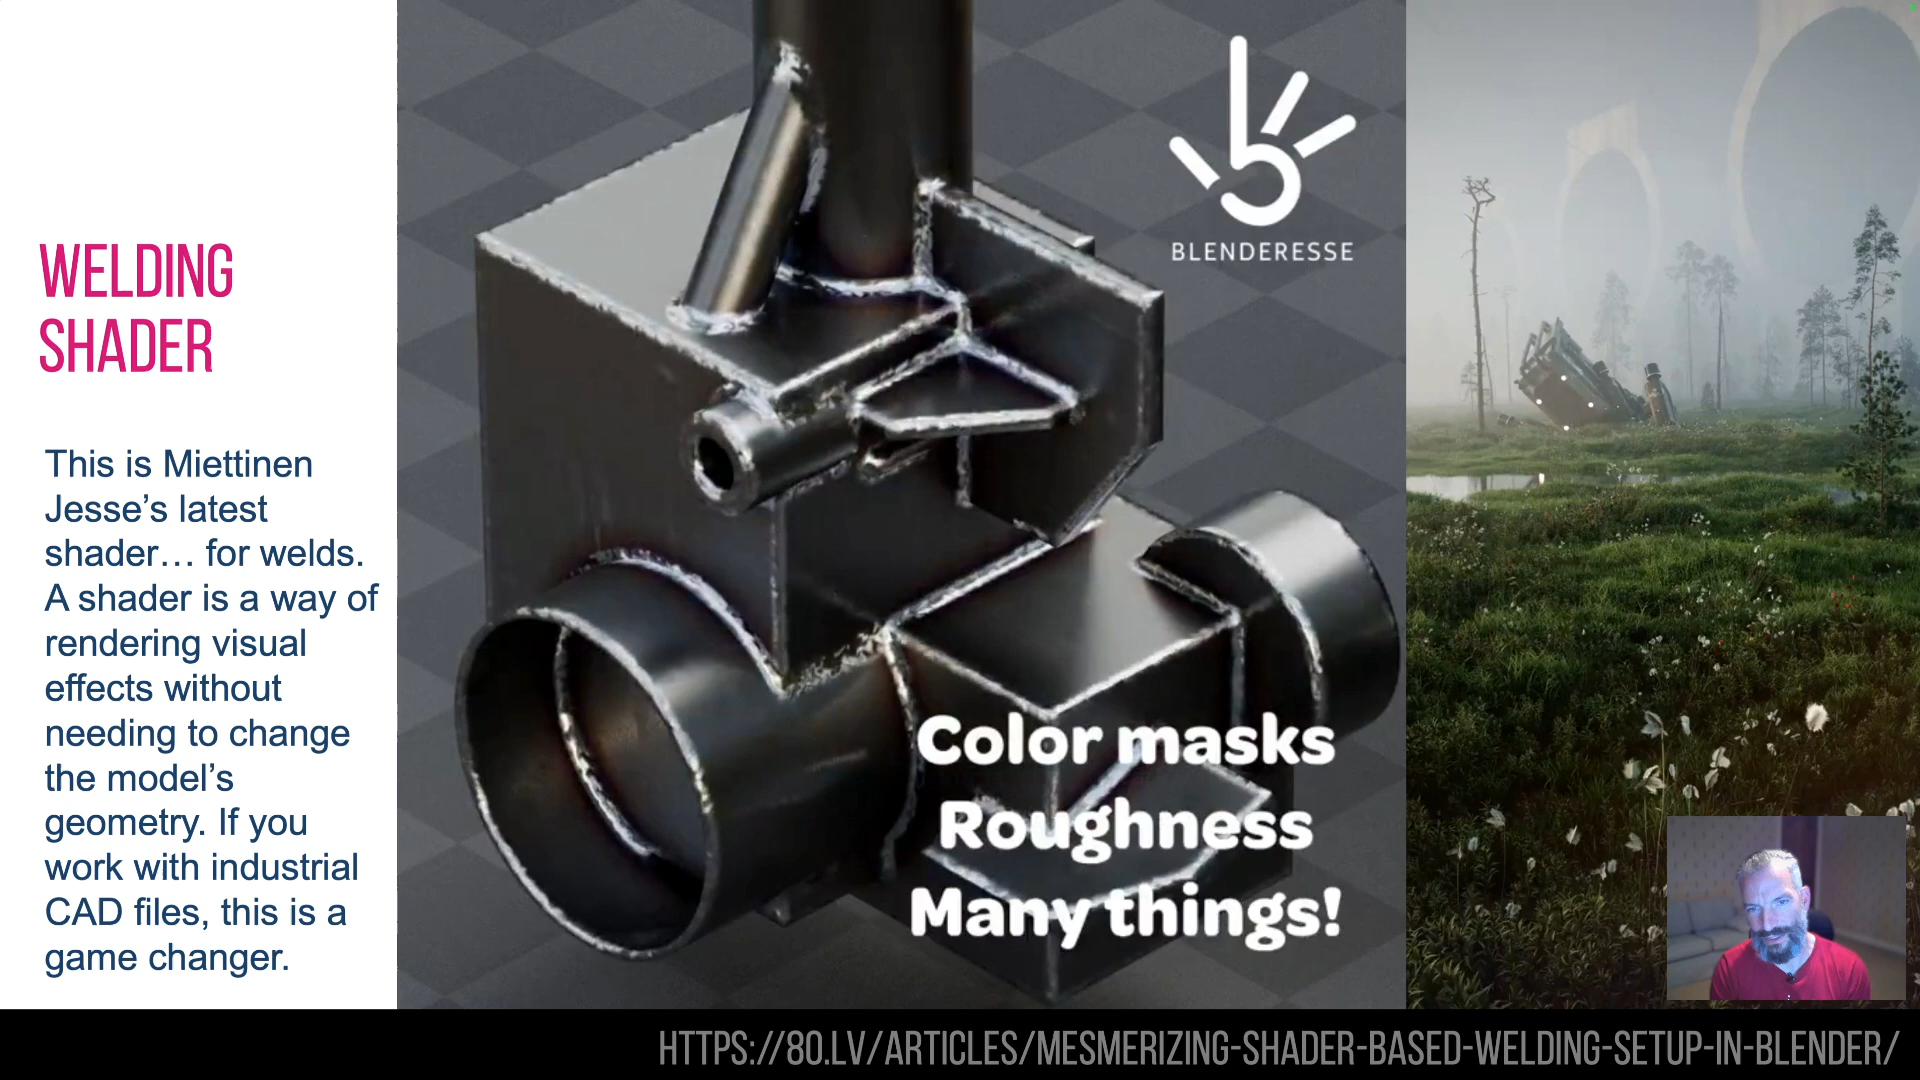 WELDING
SHADER
This is Miettinen
Jesse’s latest
shader… for welds.
A shader is a way of
rendering visual
effects without
needing to change
the model’s
geometry. If you
work with industrial
CAD files, this is a
game changer.
BLENDERESSE
Color masks
Roughness
Many things!
HTTPS://80.LV/ARTICLES/MESMERIZING-SHADER-BASED-WELDING-SETUP-IN-BLENDER/